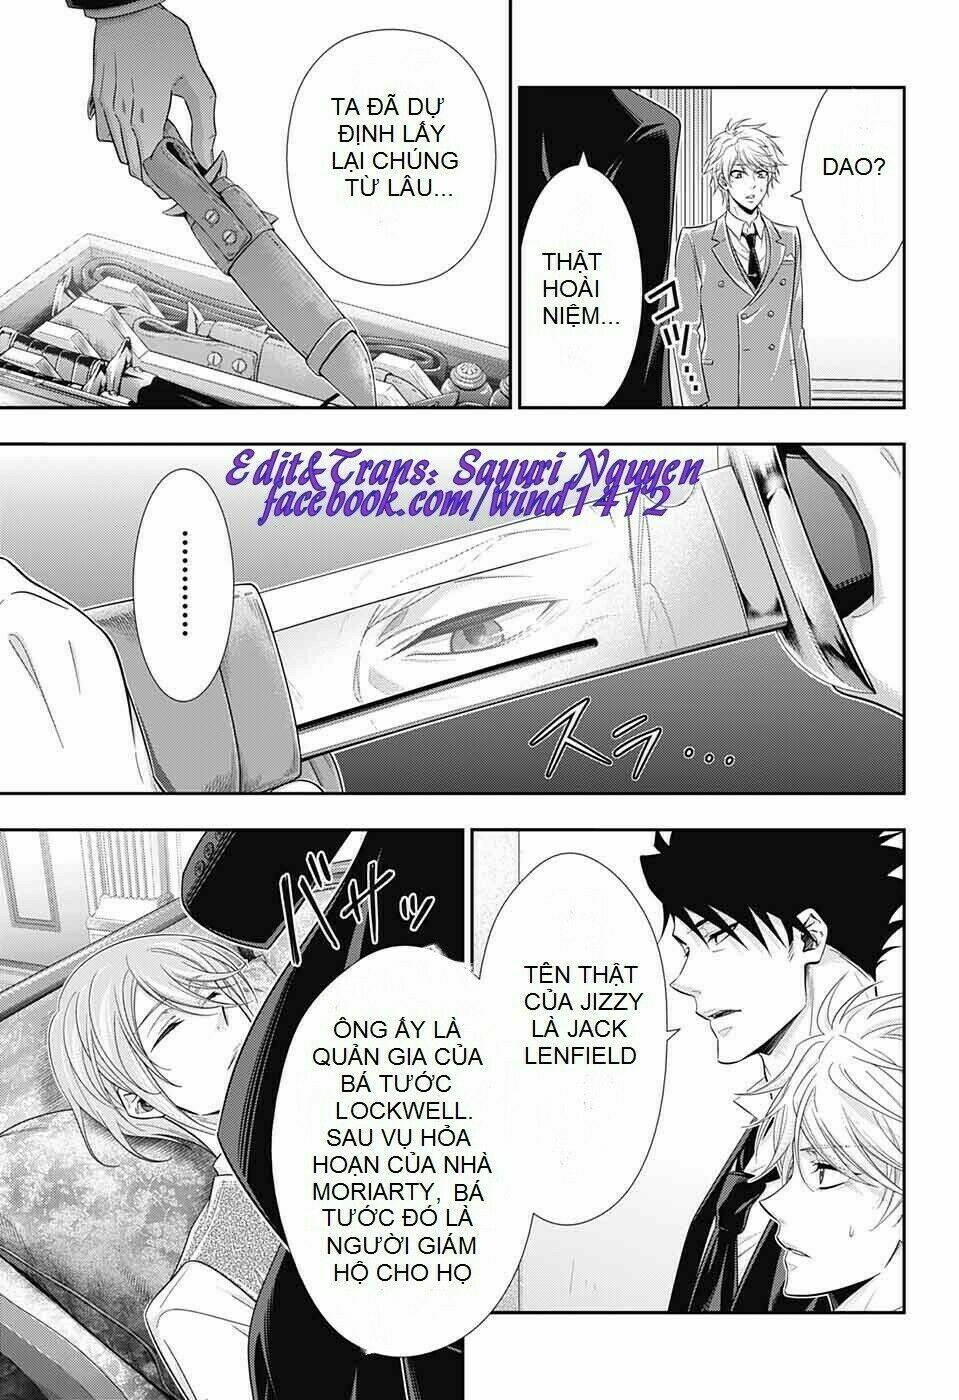 DAO?
THẬT
HOÀI
NIỆM...
コツ...
TA ĐÃ DỰ
ĐỊNH LẤY
LẠI CHÚNG
TỪ LÂU...
Edit&Trans: Sayuri Nguyen
facebook.com/wind1412
.........
スラ...
TÊN THẬT
CỦA JIZZY
LÀ JACK
LENFIELD
バサッ
ÔNG ẤY LÀ
QUẢN GIA CỦA
BÁ TƯỚC
LOCKWELL.
SAU VỤ HỎA
HOẠN CỦA NHÀ
MORIARTY, BÁ
TƯỚC ĐÓ LÀ
NGƯỜI GIÁM
HỘ CHO HỌ